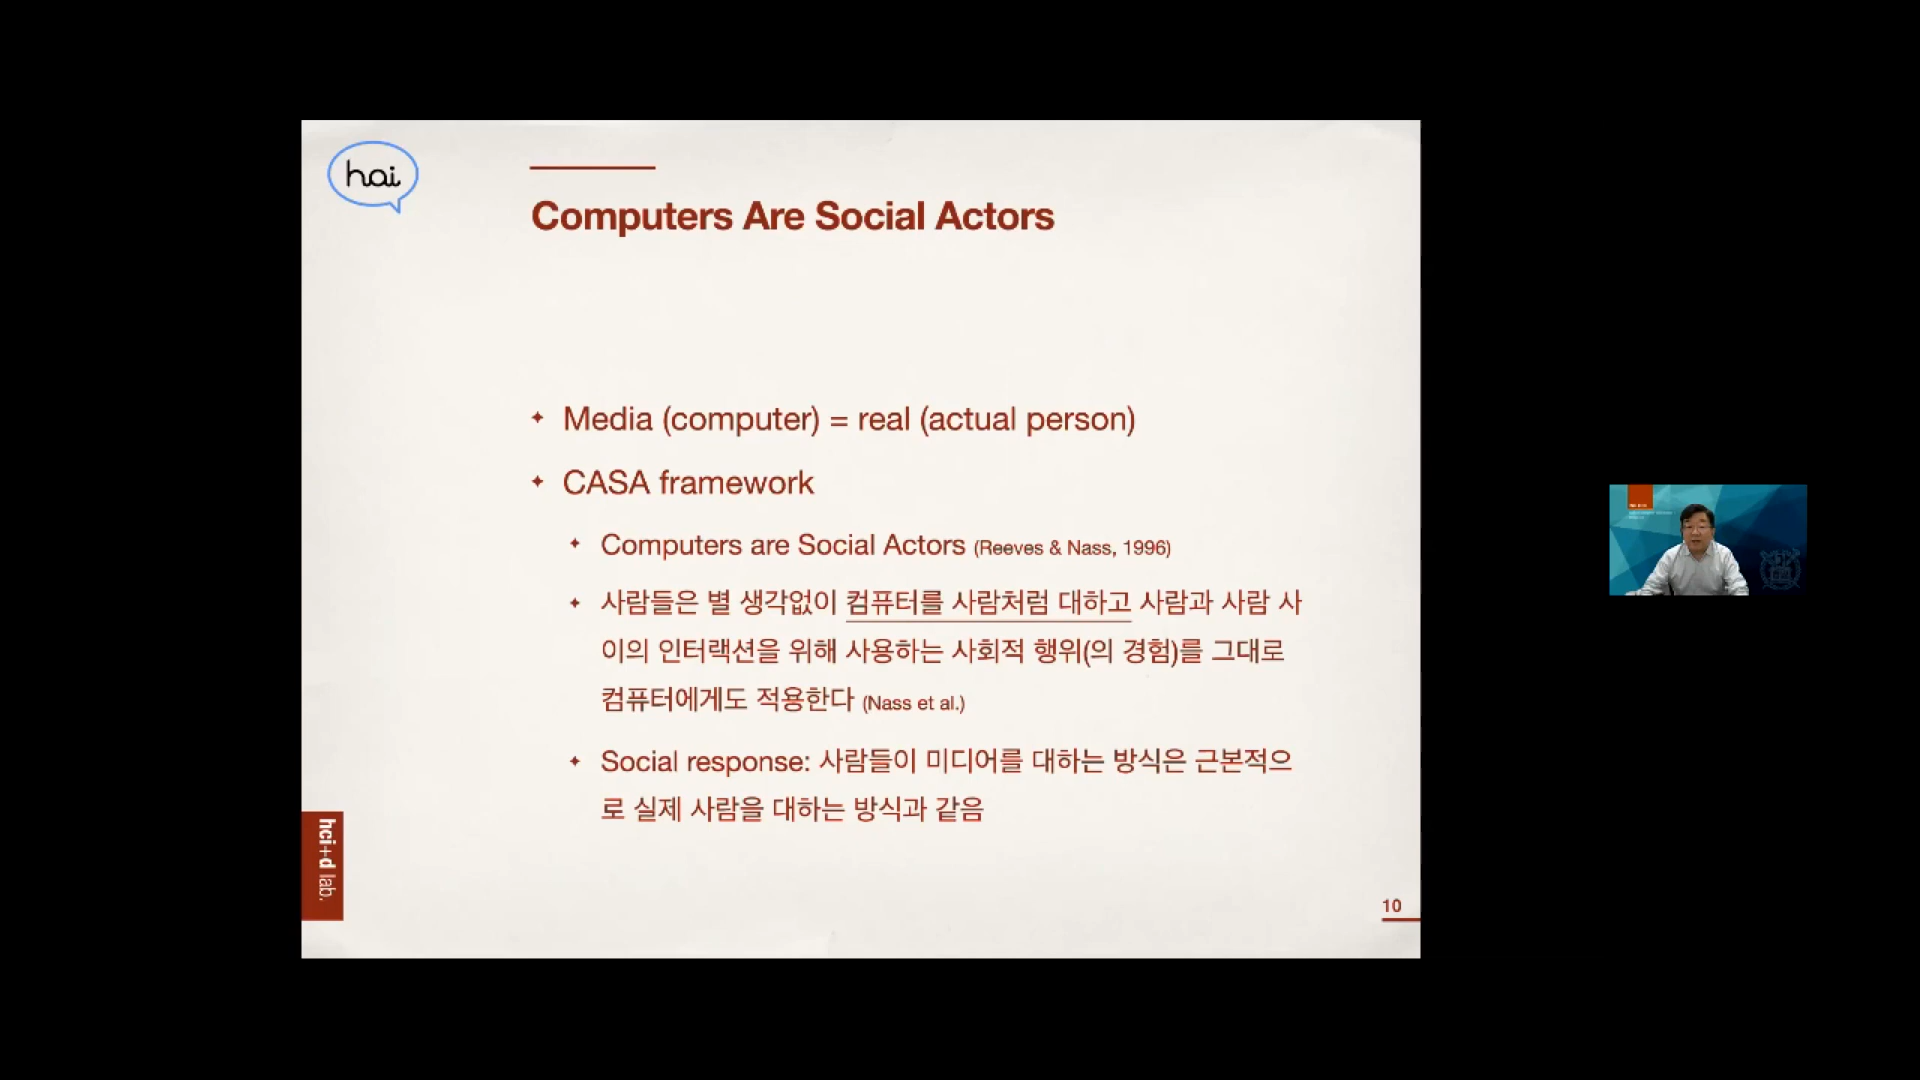 hai
Computers Are Social Actors
Media (computer) = real (actual person)
CASA framework
Computers are Social Actors (Reeves & Nass, 1996)
사람들은 별 생각없이 컴퓨터를 사람처럼 대하고 사람과 사람 사
이의 인터랙션을 위해 사용하는 사회적 행위(의 경험)를 그대로
컴퓨터에게도 적용한다 (Nass et al.)
Social response: 사람들이 미디어를 대하는 방식은 근본적으
로 실제 사람을 대하는 방식과 같음
hci+d lab.
10